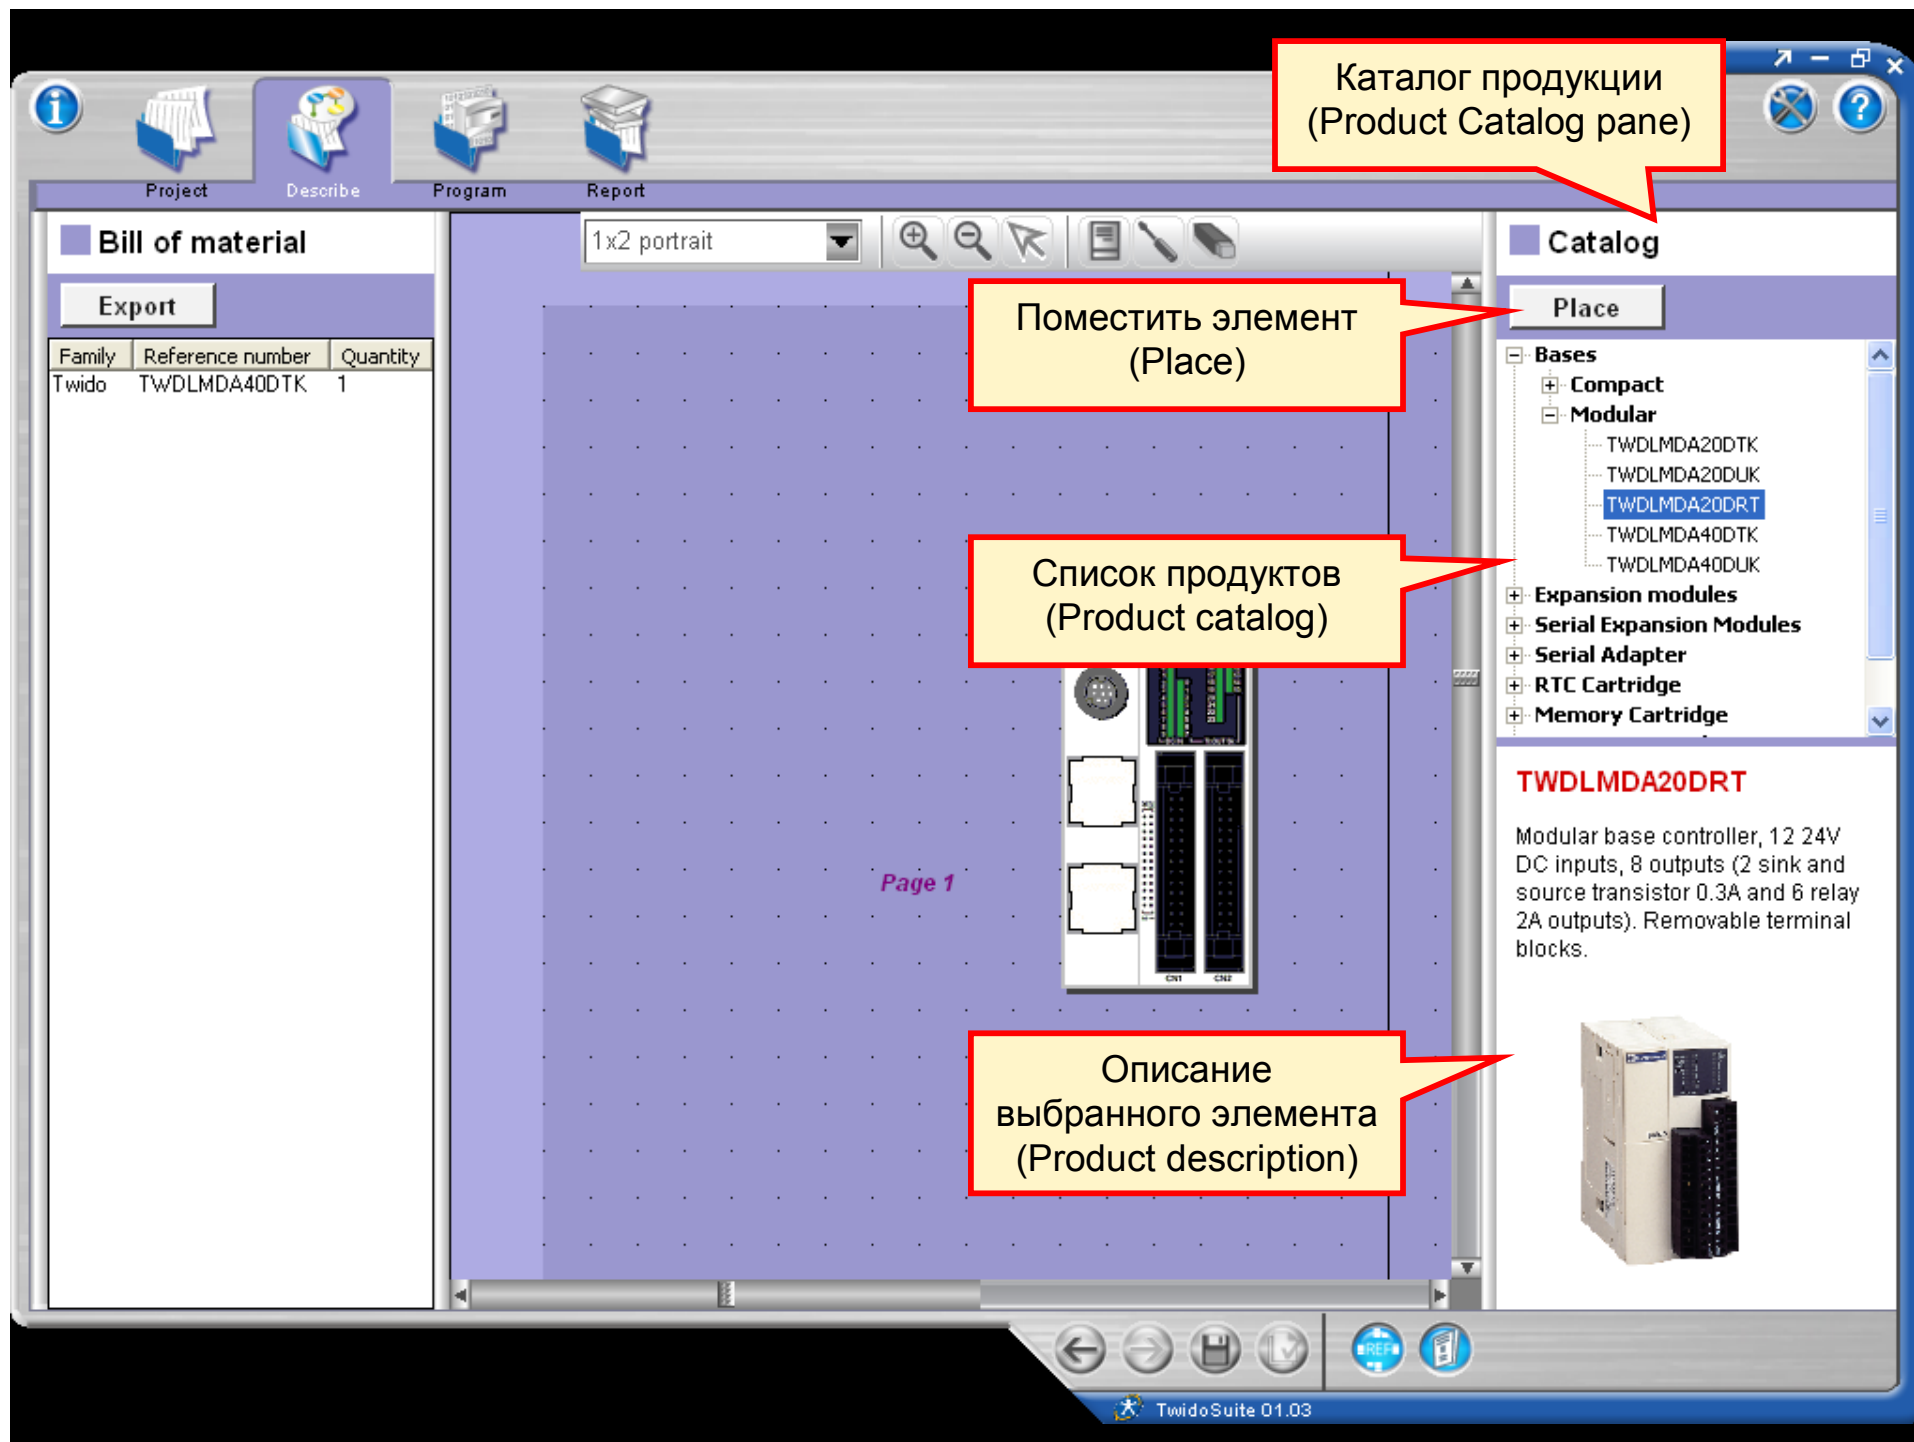 Каталог продукции
(Product Catalog pane)
Project
Describe
Program
Report
Bill of material
1x2 portrait
Catalog
Export
Поместить элемент
(Place)
Place
Family Reference number Quantity
Twido TWDLMDA40DTK 1
Bases
Compact
Modular
TWDLMDA20DTK
TWDLMDA20DUK
TWDLMDA20DRT
TWDLMDA40DTK
TWDLMDA40DUK
Список продуктов
(Product catalog)
Expansion modules
Serial Expansion Modules
Serial Adapter
RTC Cartridge
Memory Cartridge
TWDLMDA20DRT
Modular base controller, 12 24V
DC inputs, 8 outputs (2 sink and
source transistor 0.3A and 6 relay
2A outputs). Removable terminal
blocks.
Page 1
CN1 CN2
Описание
выбранного элемента
(Product description)
REF
TwidoSuite 01.03